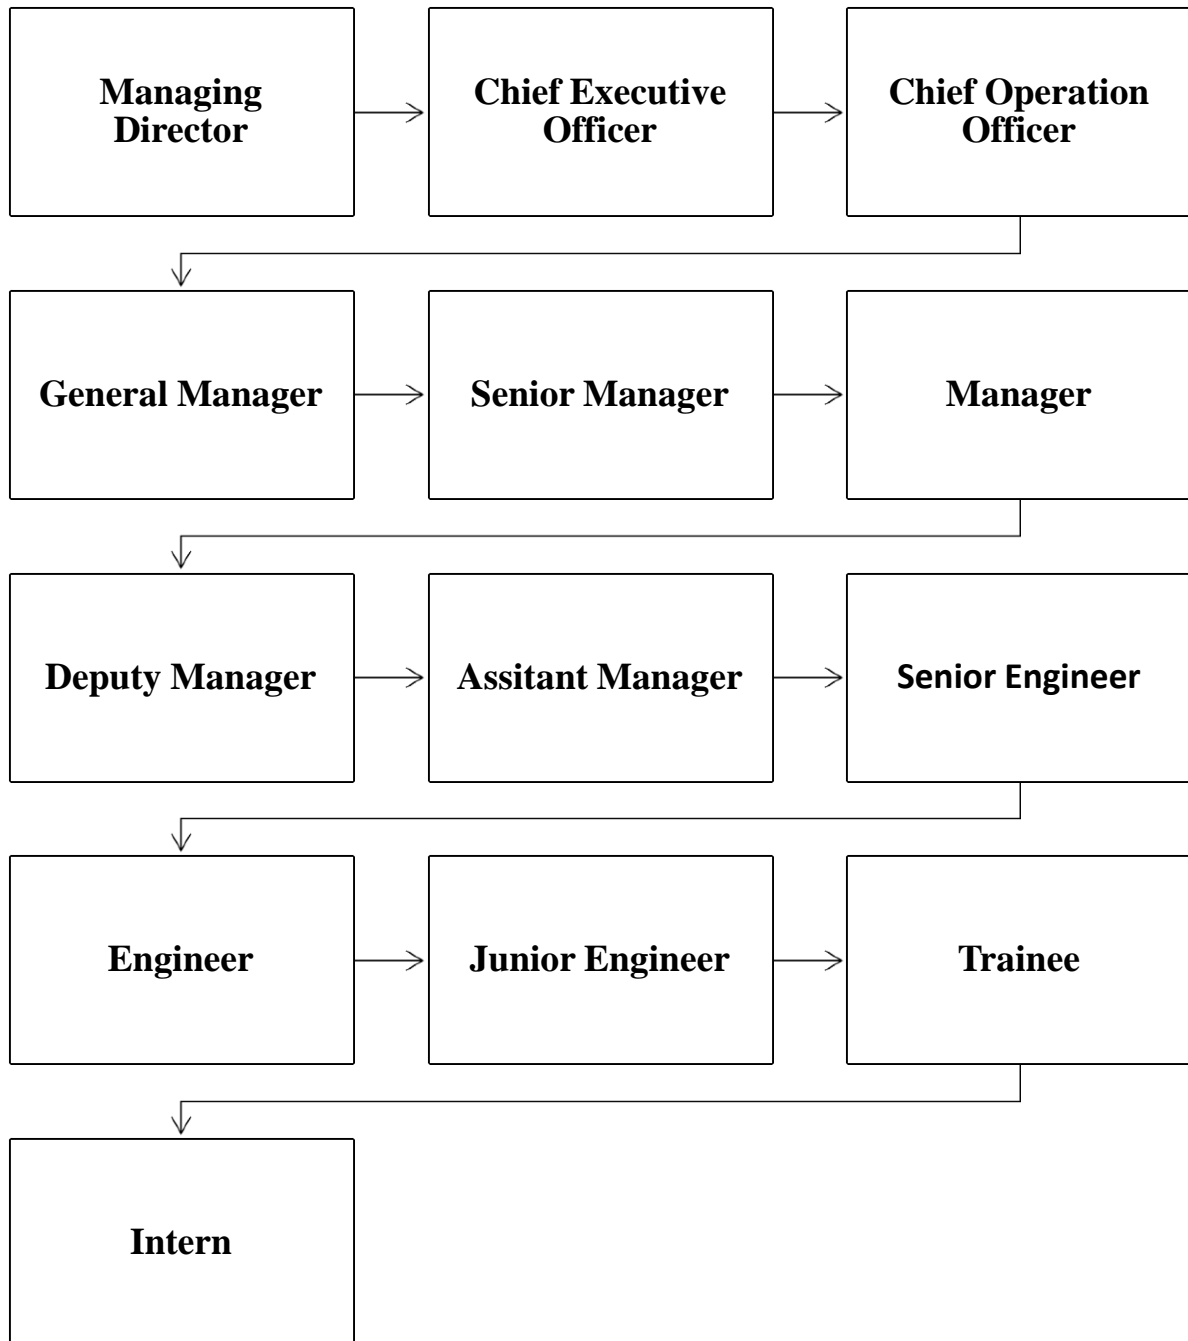 Managing
Director
Chief Executive
Officer
Chief Operation
Officer
General Manager
Senior Manager
Manager
Deputy Manager
Assitant Manager
Senior Engineer
Engineer
Junior Engineer
Trainee
Intern